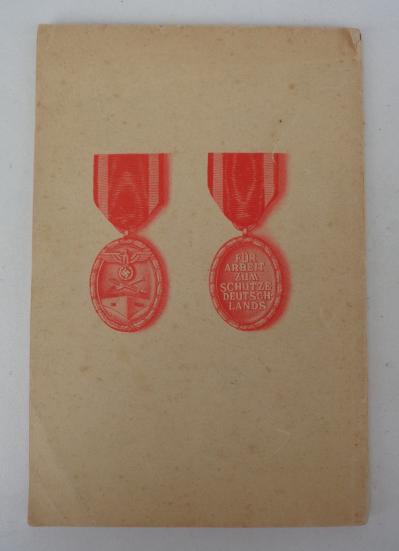 FÜR
ARBEIT
ZUM
SCHUTZE
DEUTSCH-
LANDS